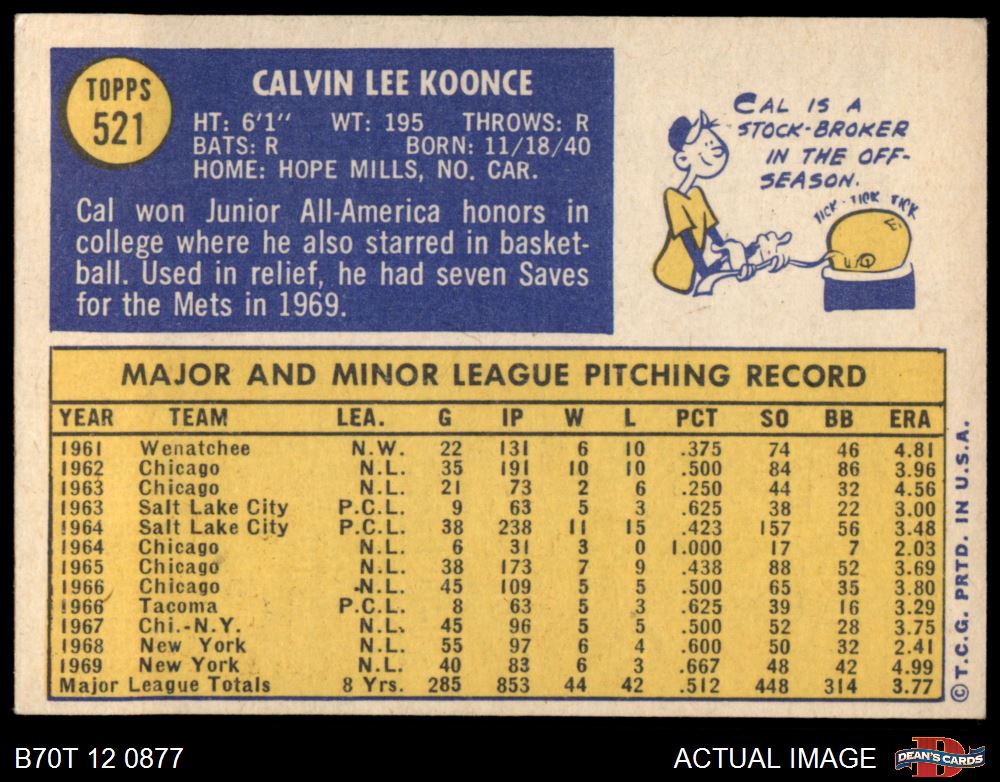 TOPPS
521
CALVIN LEE KOONCE
HT: 6'1" WT: 195 THROWS: R
BATS: R BORN: 11/18/40
HOME: HOPE MILLS, NO. CAR.
Cal won Junior All-America honors in
college where he also starred in basket-
ball. Used in relief, he had seven Saves
for the Mets in 1969.
CAL IS A
STOCK-BROKER
IN THE OFF-
SEASON.
TICK - TICK TICK
MAJOR AND MINOR LEAGUE PITCHING RECORD
YEAR TEAM LEA. G IP W L PCT SO BB ERA
1961 Wenatchee N.W. 22 131 6 10 .375 74 46 4.81
1962 Chicago N.L. 35 191 10 10 .500 84 86 3.96
1963 Chicago N.L. 21 73 2 6 .250 44 32 4.56
1963 Salt Lake City P.C.L. 9 63 5 3 .625 38 22 3.00
1964 Salt Lake City P.C.L. 38 238 11 15 .423 157 56 3.48
1964 Chicago N.L. 6 31 3 0 1.000 17 7 2.03
1965 Chicago N.L. 38 173 7 9 .438 88 52 3.69
1966 Chicago N.L. 45 109 5 5 .500 65 35 3.80
1966 Tacoma P.C.L. 8 63 5 3 .625 39 16 3.29
1967 Chi.-N.Y. N.L. 45 96 5 5 .500 52 28 3.75
1968 New York N.L. 55 97 6 4 .600 50 32 2.41
1969 New York N.L. 40 83 6 3 .667 48 42 4.99
Major League Totals 8 Yrs. 285 853 44 42 .512 448 314 3.77
© T.C.G. PRTD. IN U.S.A.
B70T 12 0877
ACTUAL IMAGE
D
DEAN'S CARDS